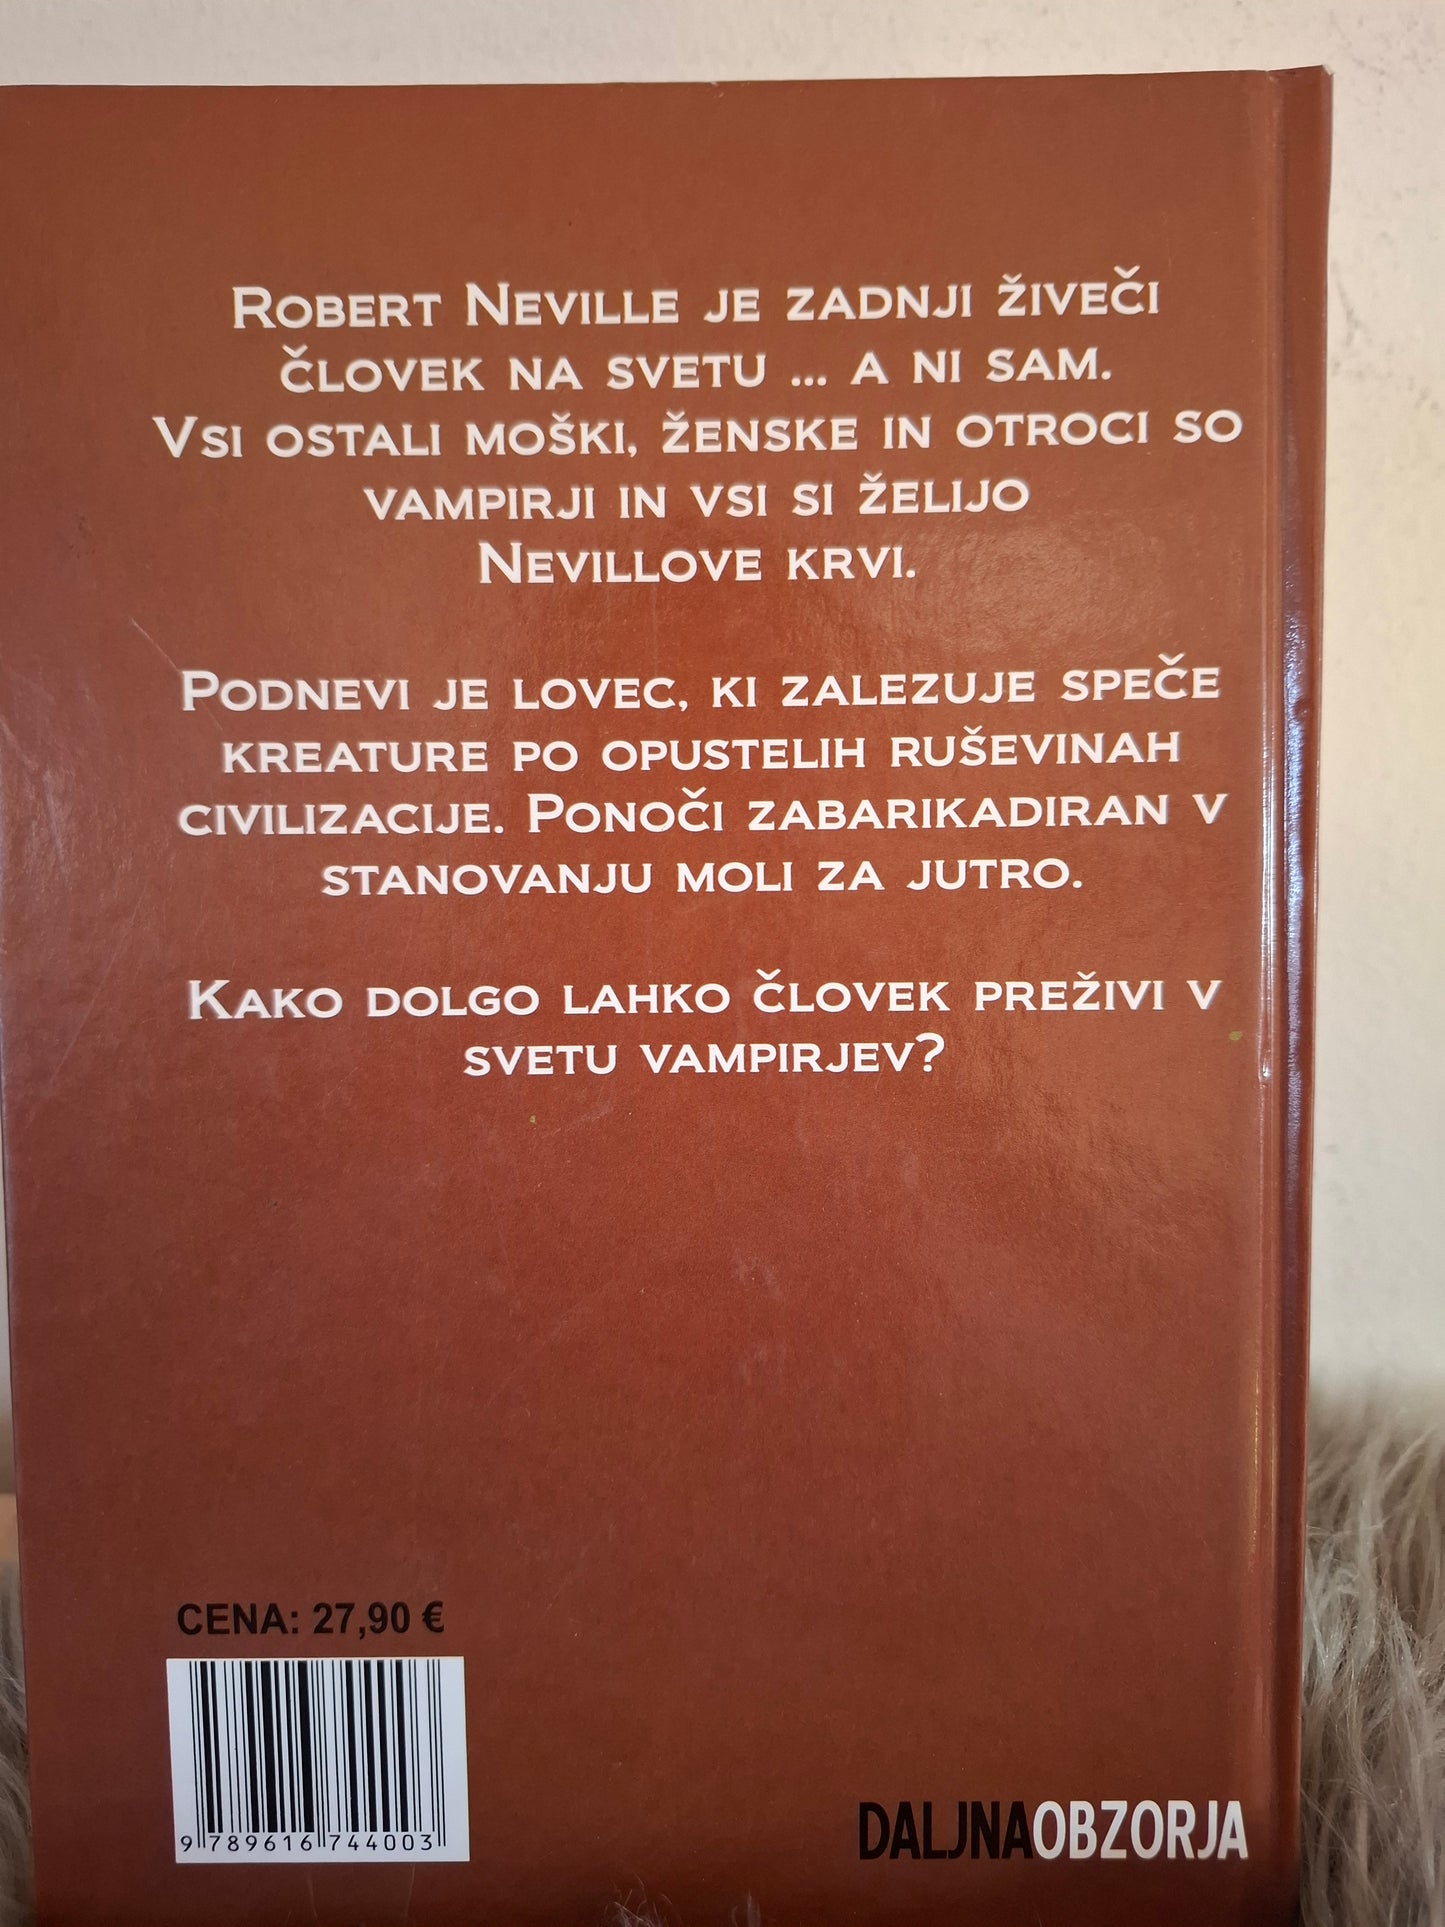 Robert Neville je zadnji živeči
človek na svetu ... a ni sam.
Vsi ostali moški, ženske in otroci so
vampirji in vsi si želijo
Nevillove krvi.
Podnevi je lovec, ki zalezuje speče
kreature po opustelih ruševinah
civilizacije. Ponoči zabarikadiran v
stanovanju moli za jutro.
Kako dolgo lahko človek preživi v
svetu vampirjev?
CENA: 27,90 €
9 789616 744003
DALJNAOBZORJA